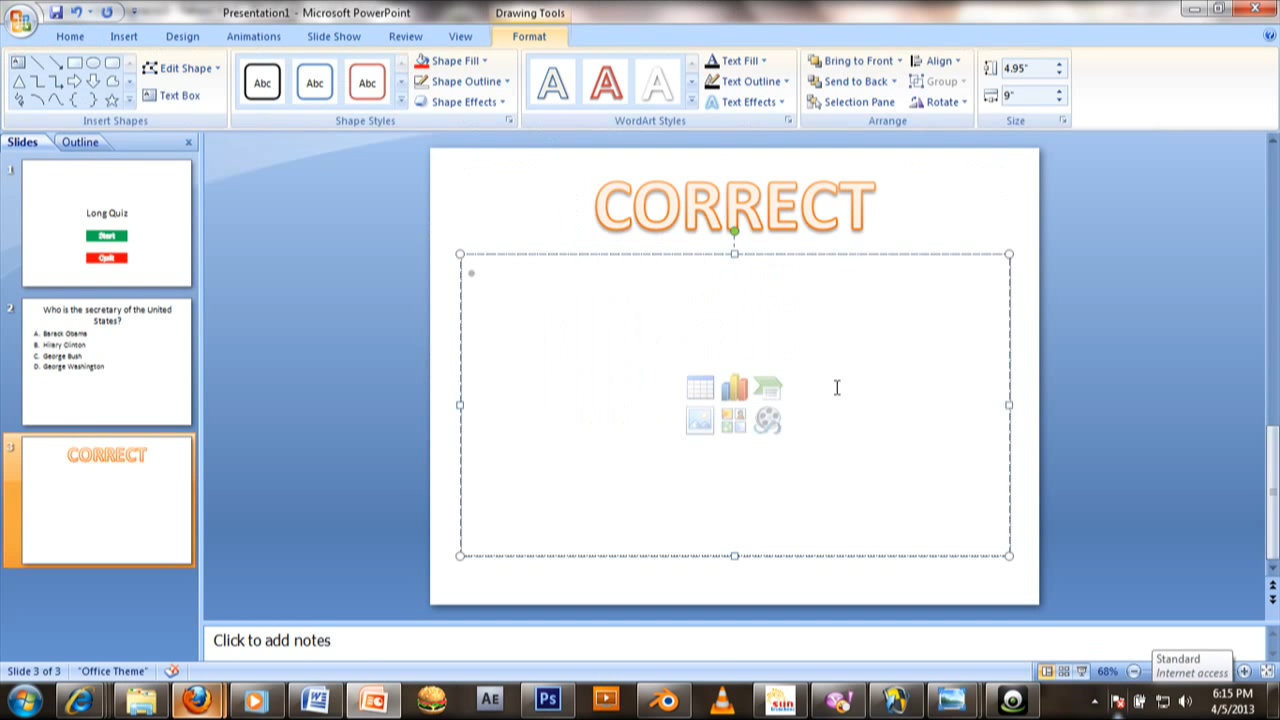 Presentation1 - Microsoft PowerPoint
Drawing Tools
Home
Insert
Design
Animations
Slide Show
Review
View
Format
Edit Shape
Text Box
Insert Shapes
Abc
Abc
Abc
Shape Fill
Shape Outline
Shape Effects
Shape Styles
A
A
A
Text Fill
Text Outline
Text Effects
WordArt Styles
Bring to Front
Send to Back
Selection Pane
Align
Group
Rotate
Arrange
4.95"
9"
Size
Slides
Outline
1
Long Quiz
Start
Quit
2
Who is the secretary of the United
States?
A. Barack Obama
B. Hilary Clinton
C. George Bush
D. George Washington
3
CORRECT
CORRECT
Click to add notes
Slide 3 of 3
"Office Theme"
68%
Standard
Internet access
AE
Ps
sun
6:15 PM
4/5/2013